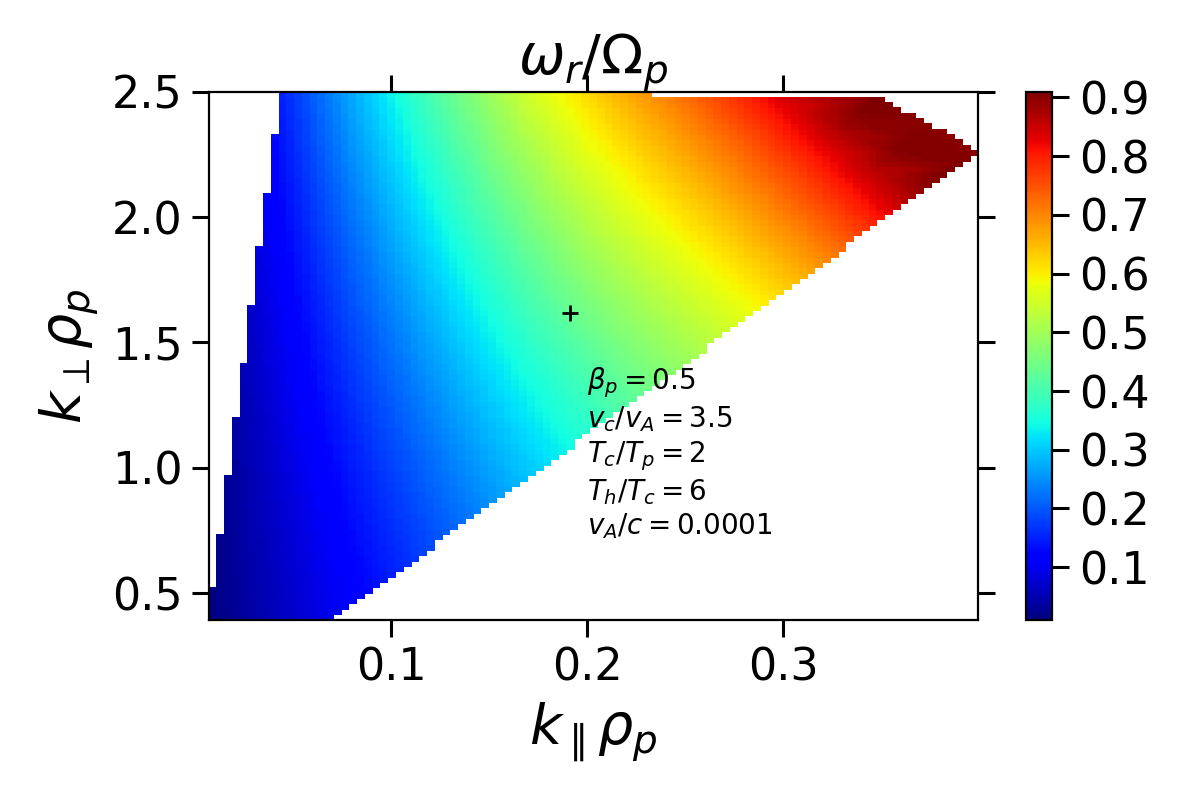 ω_r/Ω_p
2.5
2.0
1.5
1.0
0.5
k_⊥ρ_p
+
β_p = 0.5
v_c/v_A = 3.5
T_c/T_p = 2
T_h/T_c = 6
v_A/c = 0.0001
0.1
0.2
0.3
k_∥ρ_p
0.9
0.8
0.7
0.6
0.5
0.4
0.3
0.2
0.1